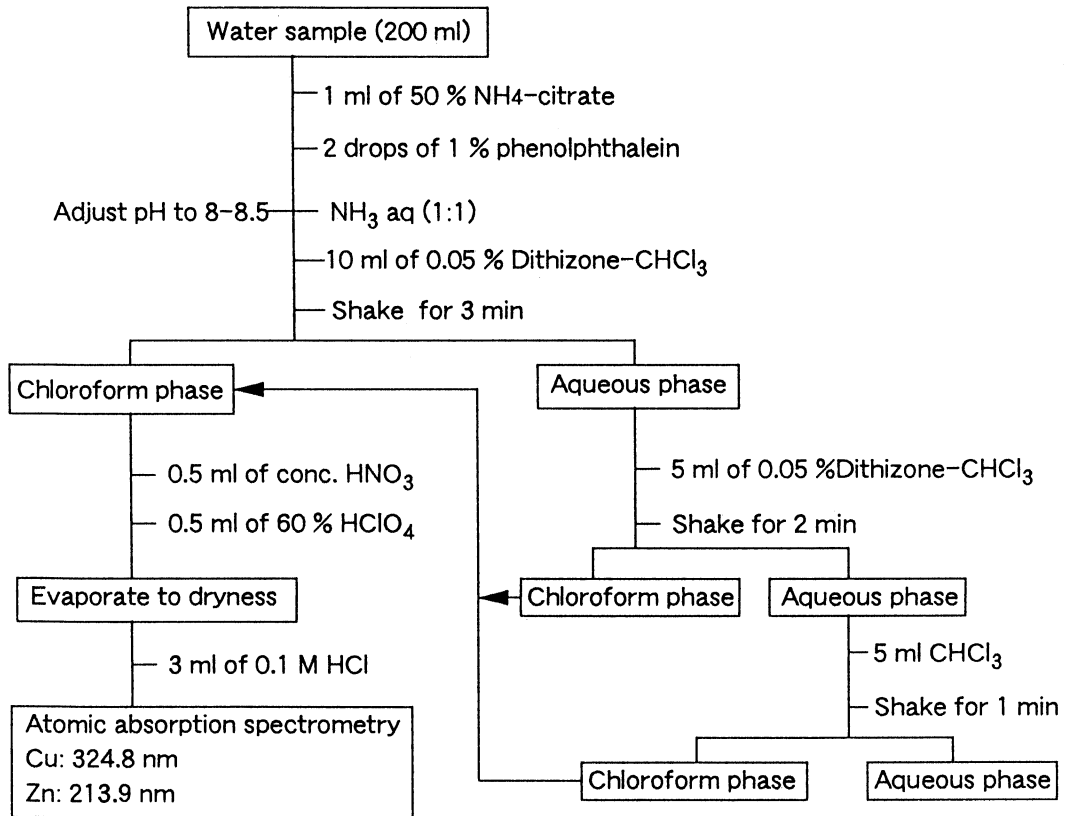 Water sample (200 ml)
1 ml of 50 % NH4-citrate
2 drops of 1 % phenolphthalein
Adjust pH to 8-8.5
NH₃ aq (1:1)
10 ml of 0.05 % Dithizone-CHCl₃
Shake for 3 min
Chloroform phase
Aqueous phase
0.5 ml of conc. HNO₃
0.5 ml of 60 % HClO₄
5 ml of 0.05 %Dithizone-CHCl₃
Shake for 2 min
Evaporate to dryness
Chloroform phase
Aqueous phase
3 ml of 0.1 M HCl
5 ml CHCl₃
Shake for 1 min
Atomic absorption spectrometry
Cu: 324.8 nm
Zn: 213.9 nm
Chloroform phase
Aqueous phase